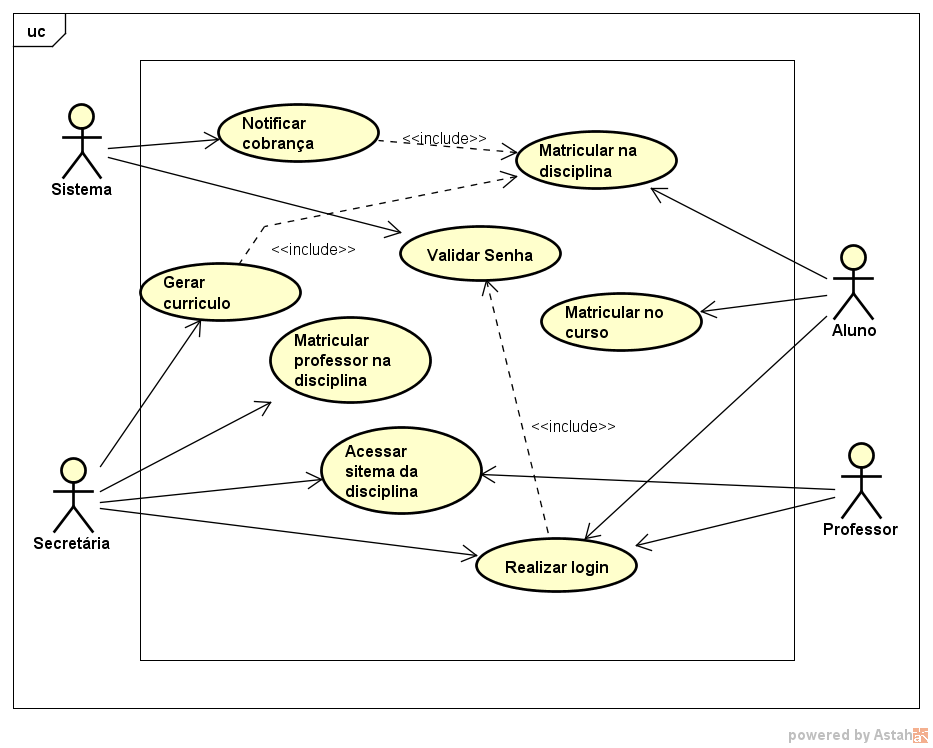 uc
Notificar
cobrança
<<include>>
Matricular na
disciplina
Sistema
<<include>>
Validar Senha
Gerar
curriculo
Matricular no
curso
Aluno
Matricular
professor na
disciplina
<<include>>
Acessar
sitema da
disciplina
Secretária
Professor
Realizar login
powered by Astah